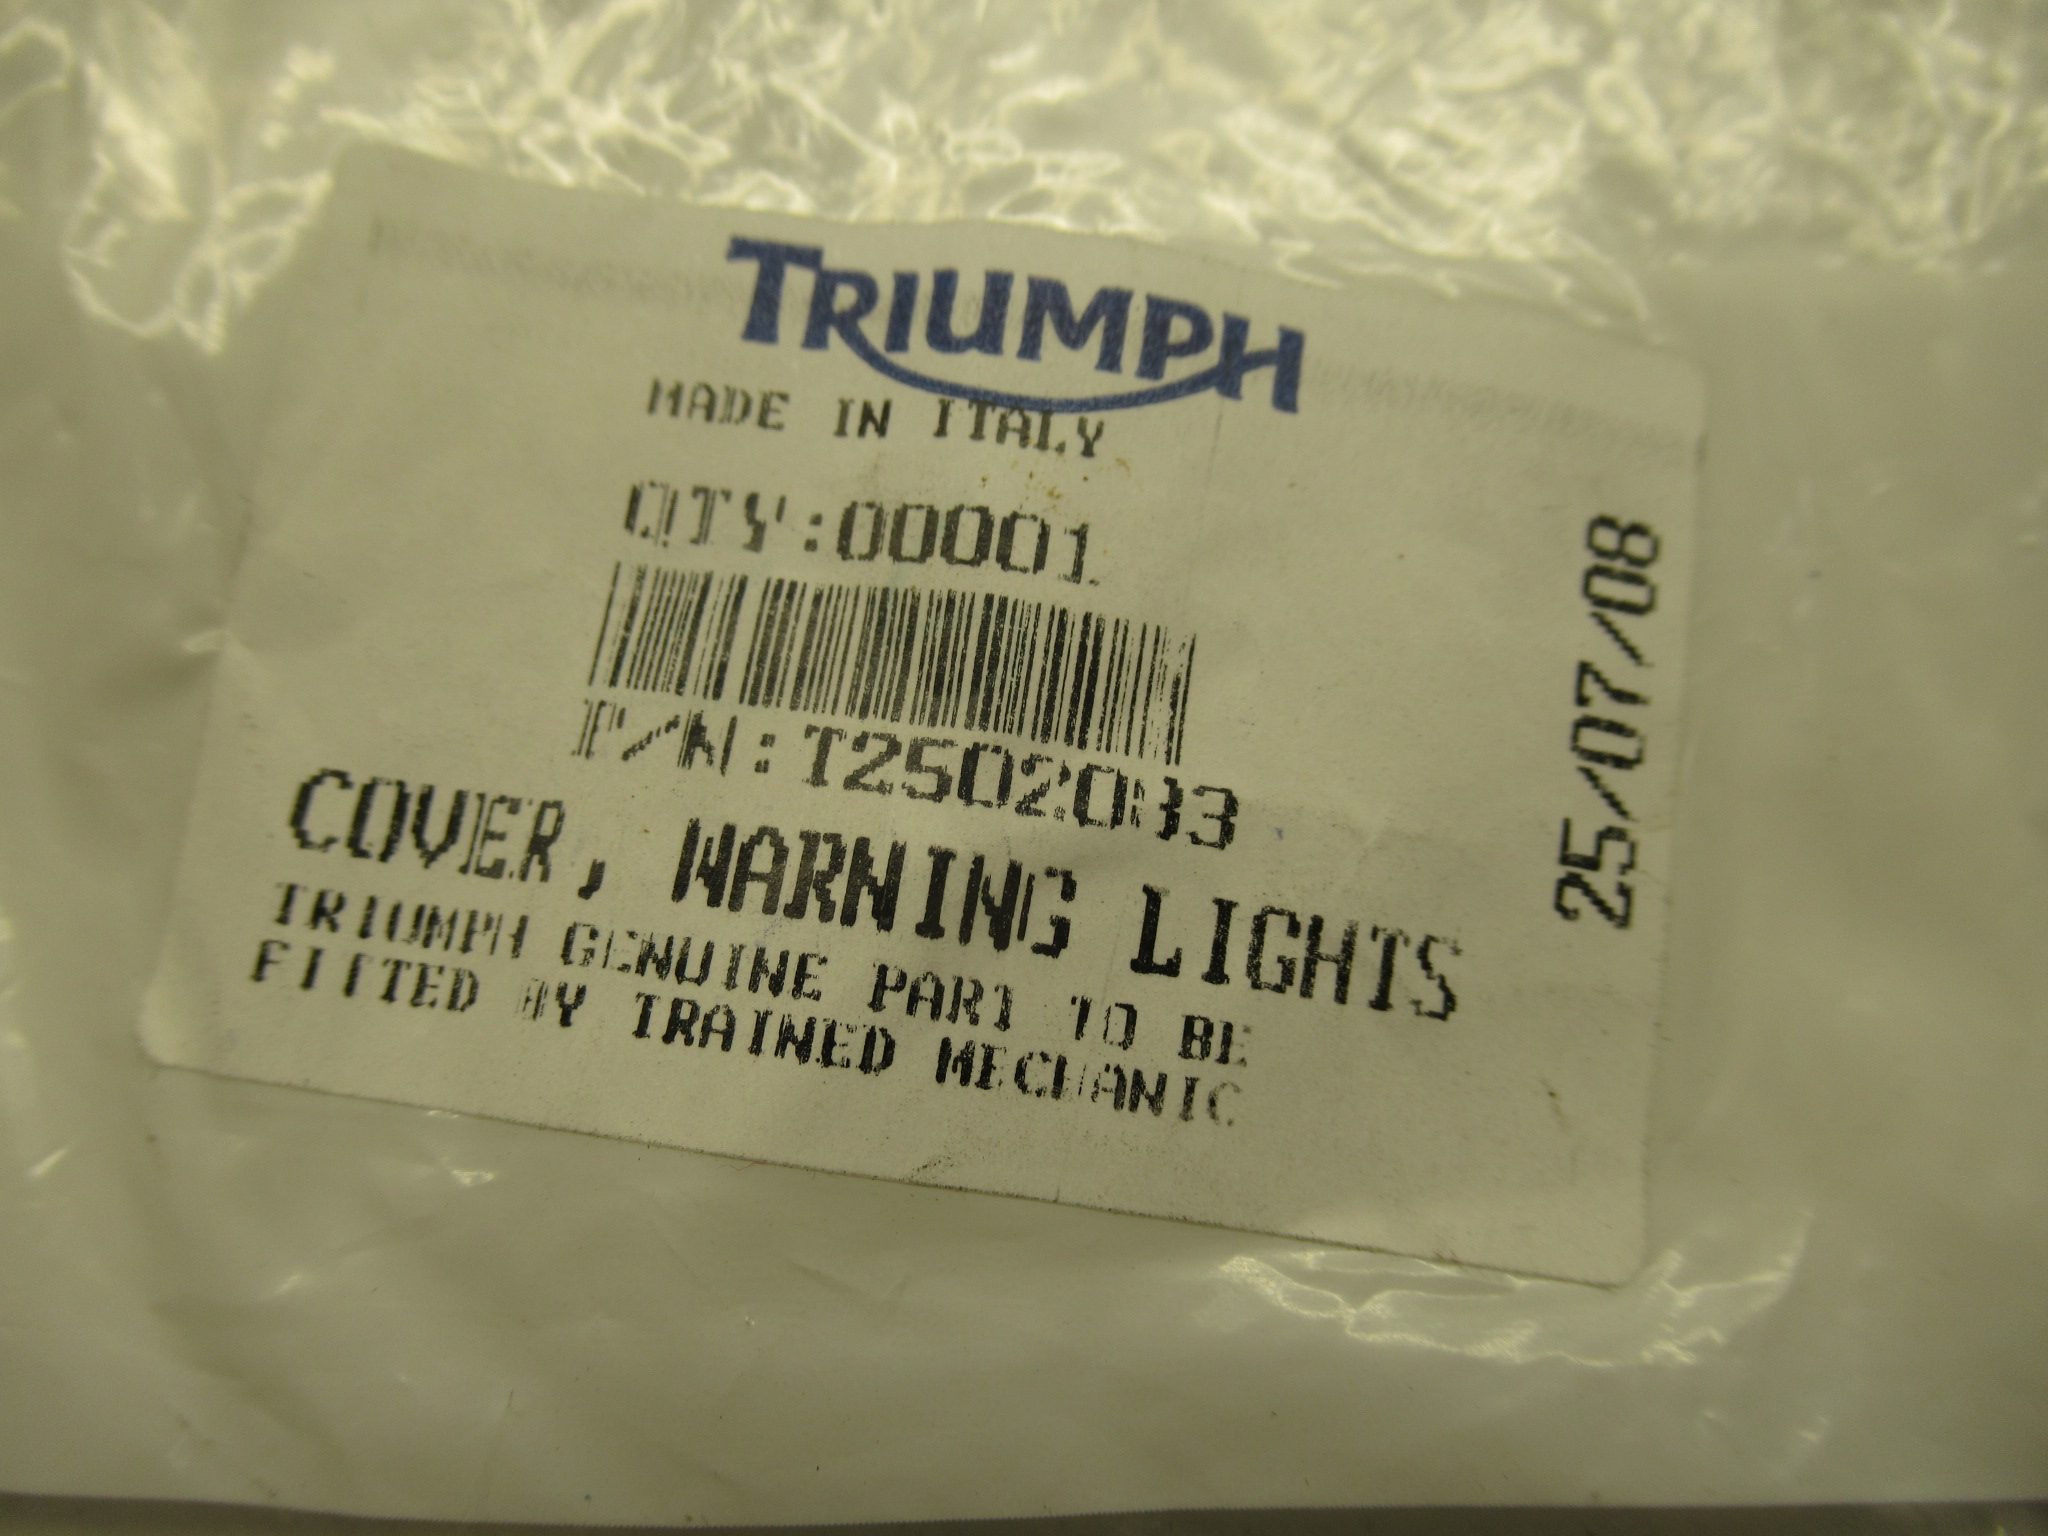 TRIUMPH
MADE IN ITALY
QTY:00001
P/N:T2502083
COVER, WARNING LIGHTS
TRIUMPH GENUINE PART TO BE
FITTED BY TRAINED MECHANIC
25/07/08